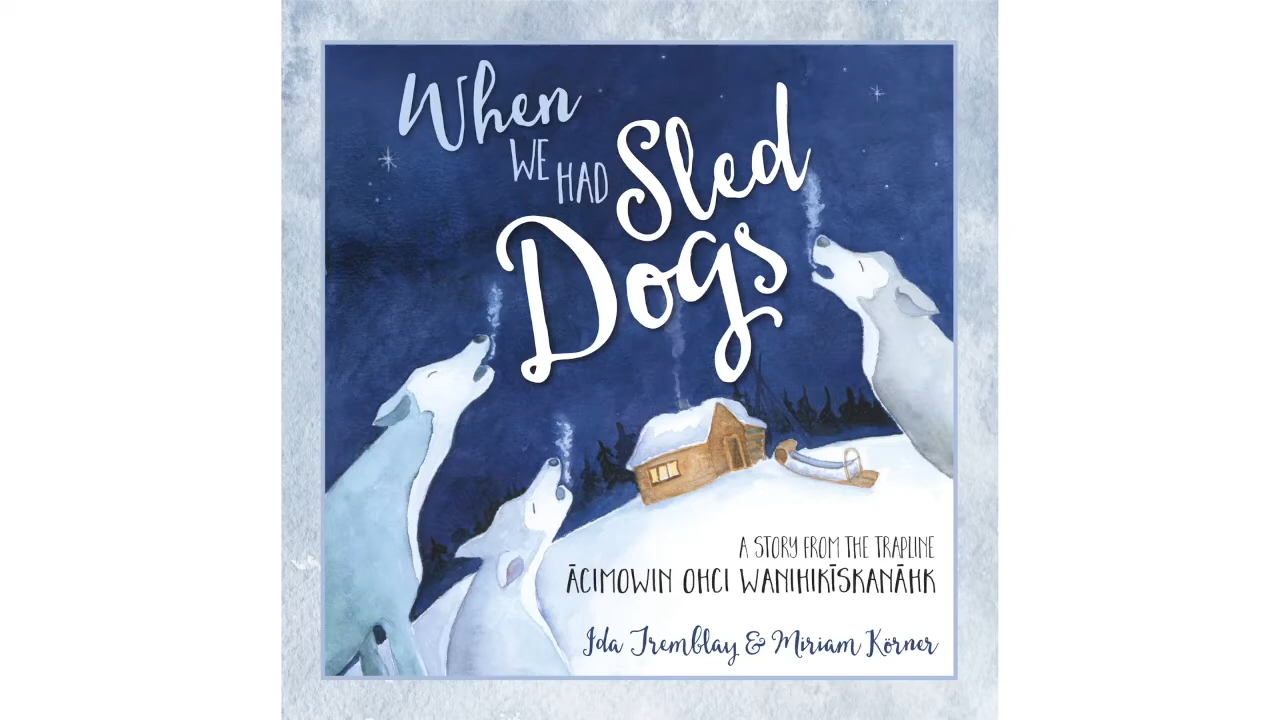 When
WE HAD Sled
Dogs
A STORY FROM THE TRAPLINE
ĀCIMOWIN OHCI WANIHIKĪSKANĀHK
Ida Tremblay & Miriam Körner